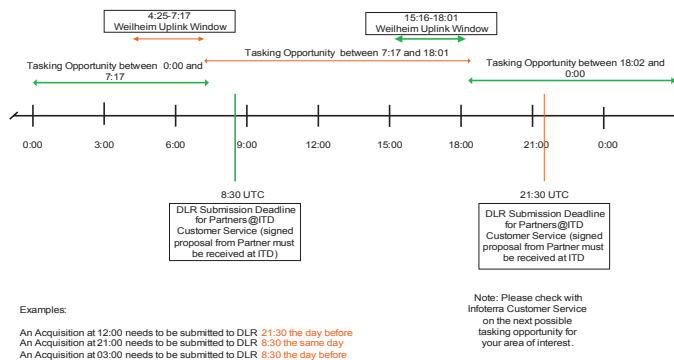 4:25-7:17
Weilheim Uplink Window
15:16-18:01
Weilheim Uplink Window
Tasking Opportunity between 7:17 and 18:01
Tasking Opportunity between 0:00 and
7:17
Tasking Opportunity between 18:02 and
0:00
0:00
3:00
6:00
9:00
12:00
15:00
18:00
21:00
0:00
8:30 UTC
DLR Submission Deadline
for Partners@ITD
Customer Service (signed
proposal from Partner must
be received at ITD)
21:30 UTC
DLR Submission Deadline
for Partners@ITD
Customer Service (signed
proposal from Partner must
be received at ITD
Examples:
An Acquisition at 12:00 needs to be submitted to DLR 21:30 the day before
An Acquisition at 21:00 needs to be submitted to DLR 8:30 the same day
An Acquisition at 03:00 needs to be submitted to DLR 8:30 the day before
Note: Please check with
Infoterra Customer Service
on the next possible
tasking opportunity for
your area of interest.